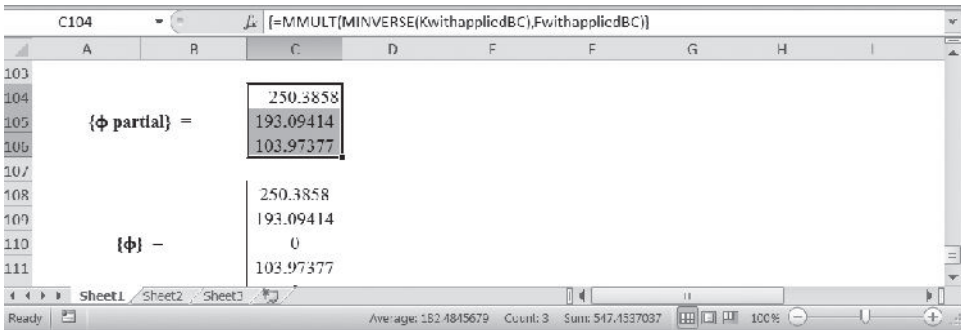 C104 fx {=MMULT(MINVERSE(KwithappliedBC),FwithappliedBC)}
A B C D E F G H I
103
104 250.3858
105 {ϕ partial} = 193.09414
106 103.97377
107
108 250.3858
109 193.09414
110 {ϕ} = 0
111 103.97377
Sheet1 Sheet2 Sheet3
Ready Average: 182.4845679 Count: 3 Sum: 547.4537037 100%